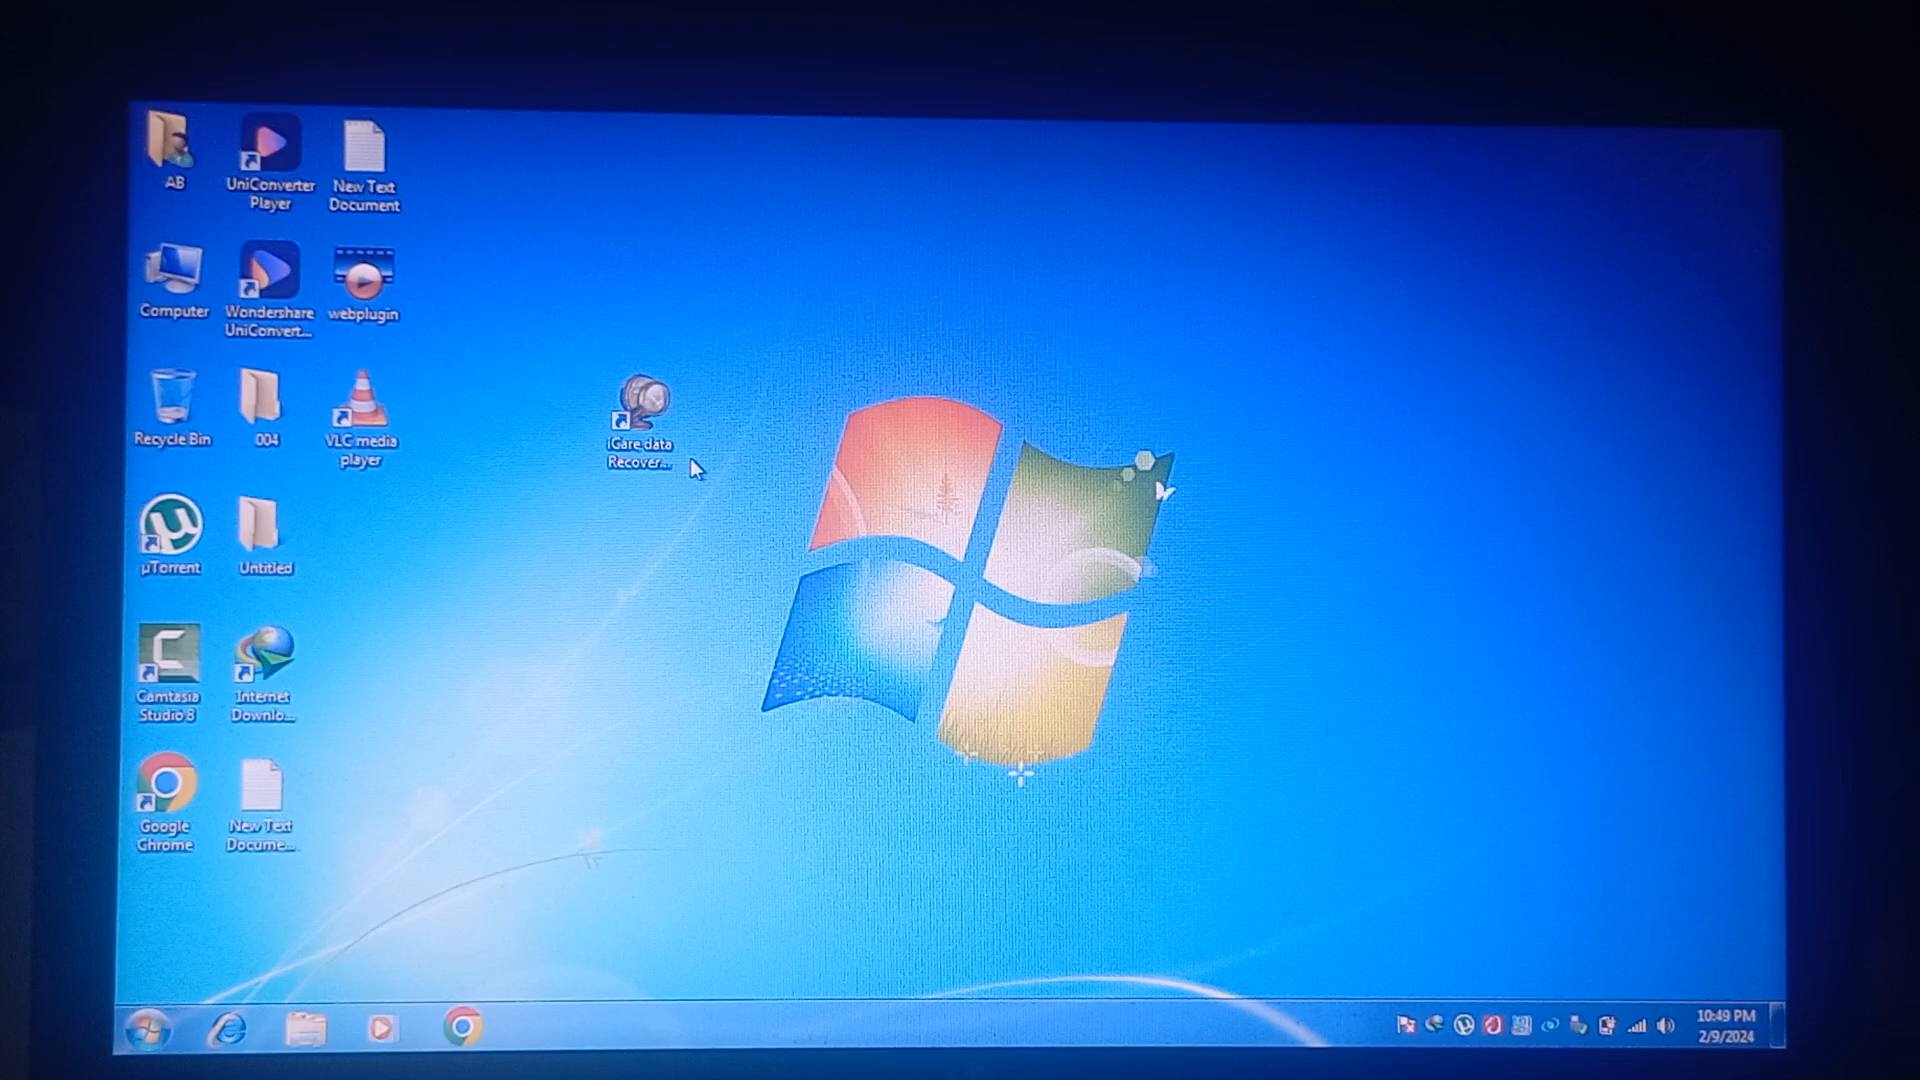 AB
UniConverter
Player
New Text
Document
Computer
Wondershare
UniConvert...
webplugin
Recycle Bin
004
VLC media
player
iCare data
Recover...
µTorrent
Untitled
Camtasia
Studio 8
Internet
Downlo...
Google
Chrome
New Text
Docume...
10:49 PM
2/9/2024